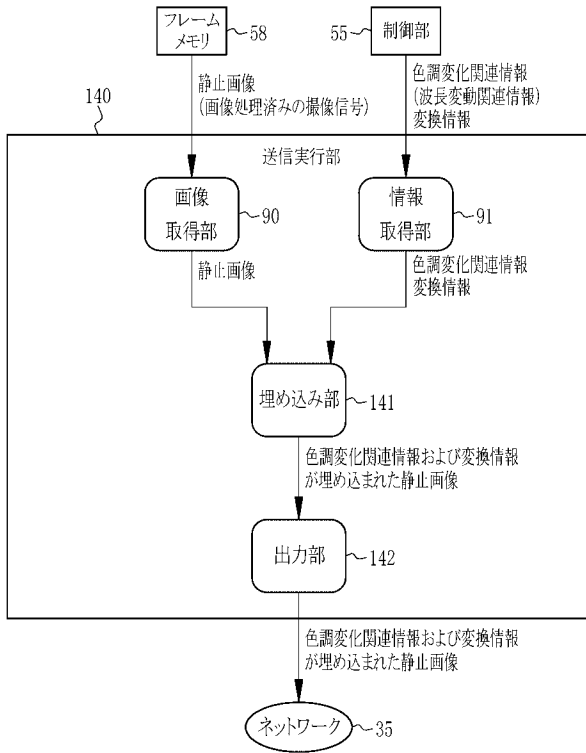 フレーム
メモリ
58
55
制御部
静止画像
(画像処理済みの撮像信号)
色調変化関連情報
(波長変動関連情報)
変換情報
140
送信実行部
画像
取得部
90
情報
取得部
91
静止画像
色調変化関連情報
変換情報
埋め込み部
141
色調変化関連情報および変換情報
が埋め込まれた静止画像
出力部
142
色調変化関連情報および変換情報
が埋め込まれた静止画像
ネットワーク
35